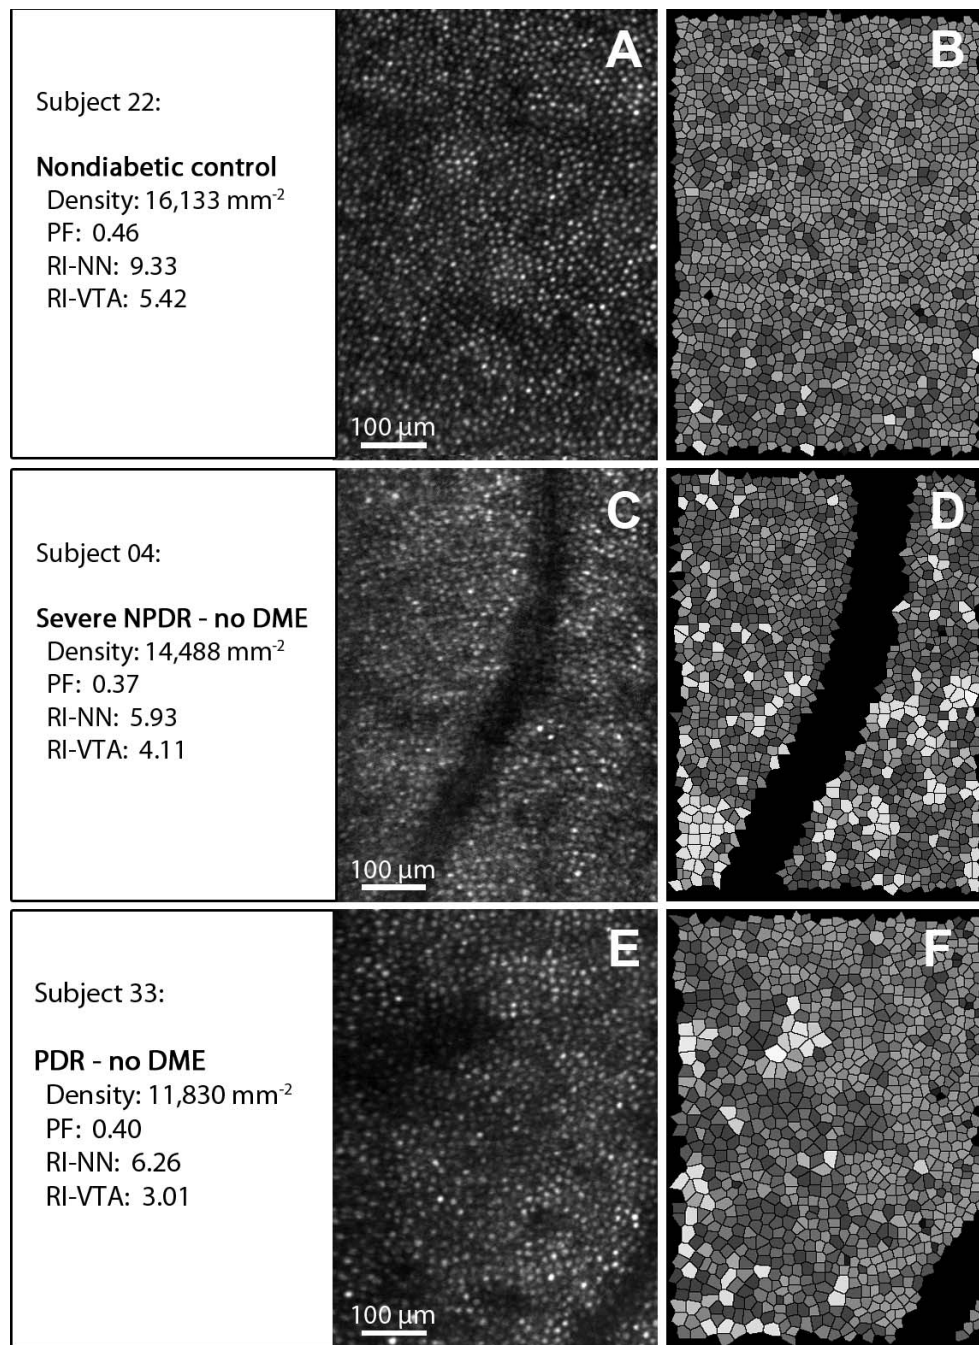 Subject 22:
Nondiabetic control
Density: 16,133 mm⁻²
PF: 0.46
RI-NN: 9.33
RI-VTA: 5.42
A
100 µm
B
Subject 04:
Severe NPDR - no DME
Density: 14,488 mm⁻²
PF: 0.37
RI-NN: 5.93
RI-VTA: 4.11
C
100 µm
D
Subject 33:
PDR - no DME
Density: 11,830 mm⁻²
PF: 0.40
RI-NN: 6.26
RI-VTA: 3.01
E
100 µm
F